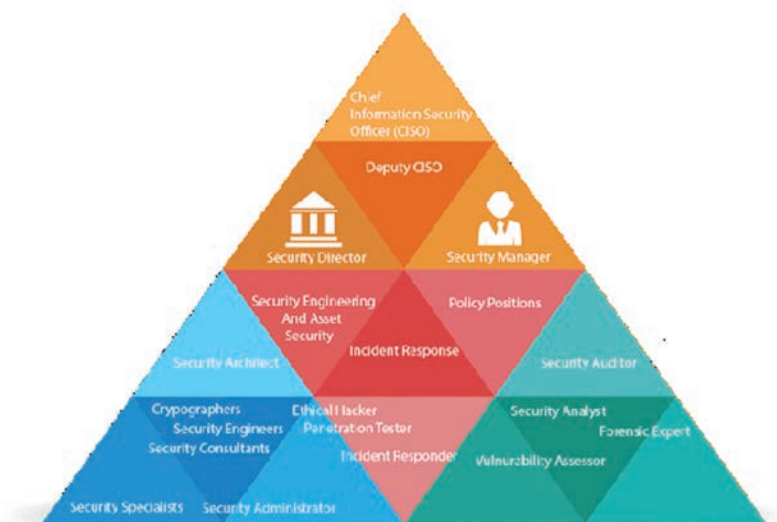 Chief
Information Security
Officer (CISO)
Deputy CISO
Security Director
Security Manager
Security Engineering
And Asset
Security
Policy Positions
Incident Response
Security Architect
Security Auditor
Crypographers
Security Engineers
Security Consultants
Ethical Hacker
Penetration Tester
Incident Responder
Security Analyst
Forensic Expert
Vulnurability Assessor
Security Specialists
Security Administrator